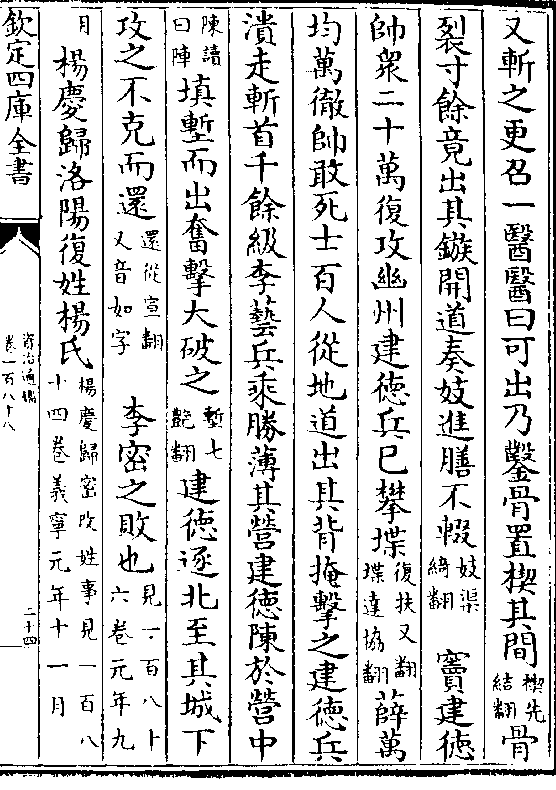 又斬之更召一醫醫曰可出乃鑿骨置楔其間楔先結翻骨
裂寸餘竟出其鏃開道奏妓進膳不輟妓渠綺翻 竇建徳
帥衆二十萬復攻幽州建徳兵已攀堞復扶又翻堞達協翻薛萬
均萬徹帥敢死士百人從地道出其背掩擊之建徳兵
潰走斬首千餘級李藝兵乘勝薄其營建徳陳於營中
陳讀曰陣填塹而出奮擊大破之塹七艶翻建徳逐北至其城下
攻之不克而還還從宣翻又音如字 李密之敗也見一百八十六卷元年九
月楊慶歸洛陽復姓楊氏楊慶歸密改姓事見一百八十四卷義寧元年十一月
欽定四庫全書
資治通鑑
卷一百八十八
二十四